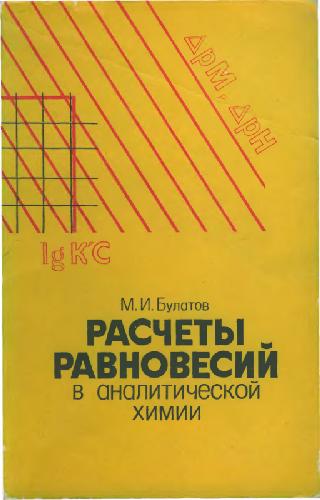 ΔpM, ΔpH
lg K'C
М.И.Булатов
РАСЧЕТЫ
РАВНОВЕСИЙ
В АНАЛИТИЧЕСКОЙ
ХИМИИ